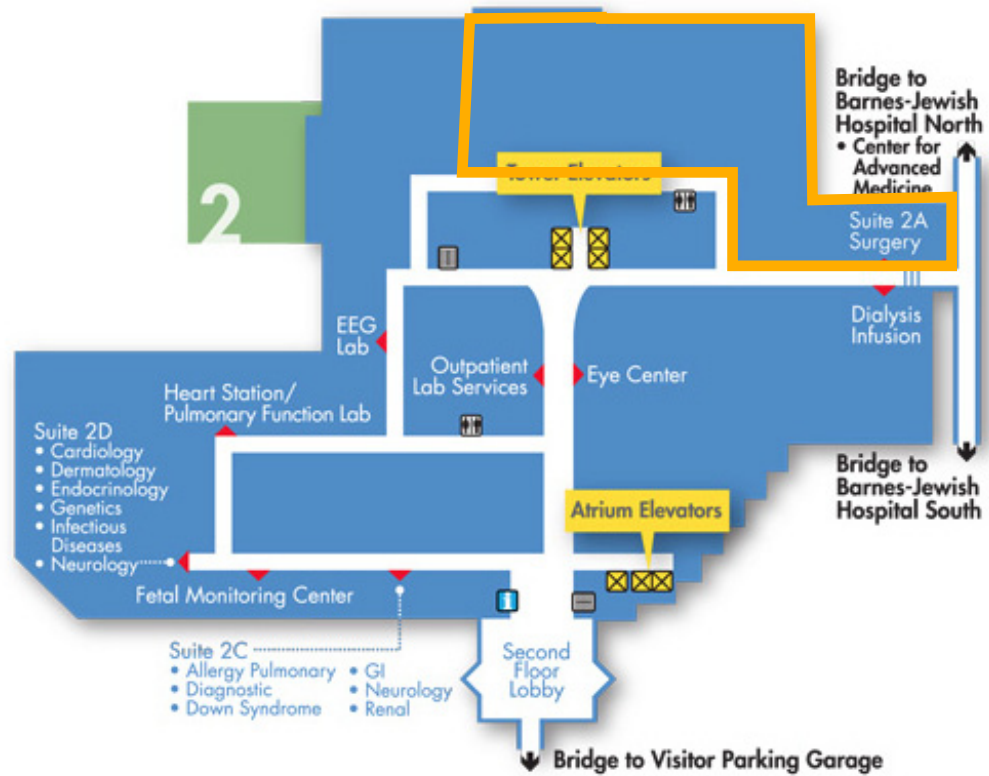 Bridge to
Barnes-Jewish
Hospital North
• Center for
Advanced
Medicine
2
Tower Elevators
Suite 2A
Surgery
EEG
Lab
Dialysis
Infusion
Outpatient
Lab Services
Eye Center
Heart Station/
Pulmonary Function Lab
Suite 2D
• Cardiology
• Dermatology
• Endocrinology
• Genetics
• Infectious
Diseases
• Neurology
Bridge to
Barnes-Jewish
Hospital South
Atrium Elevators
Fetal Monitoring Center
i
Suite 2C
• Allergy Pulmonary
• Diagnostic
• Down Syndrome
• GI
• Neurology
• Renal
Second
Floor
Lobby
Bridge to Visitor Parking Garage